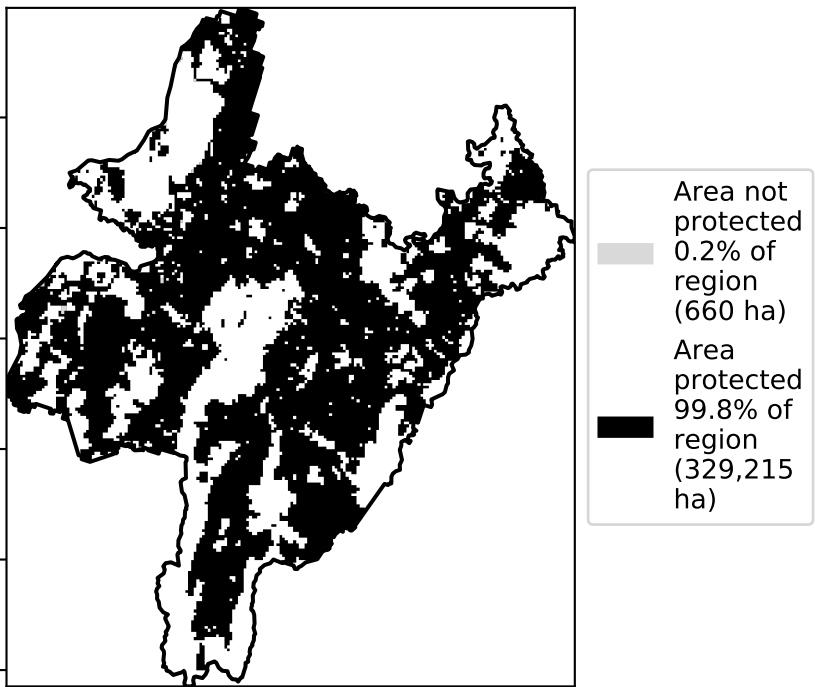 Area not
protected
0.2% of
region
(660 ha)
Area
protected
99.8% of
region
(329,215
ha)